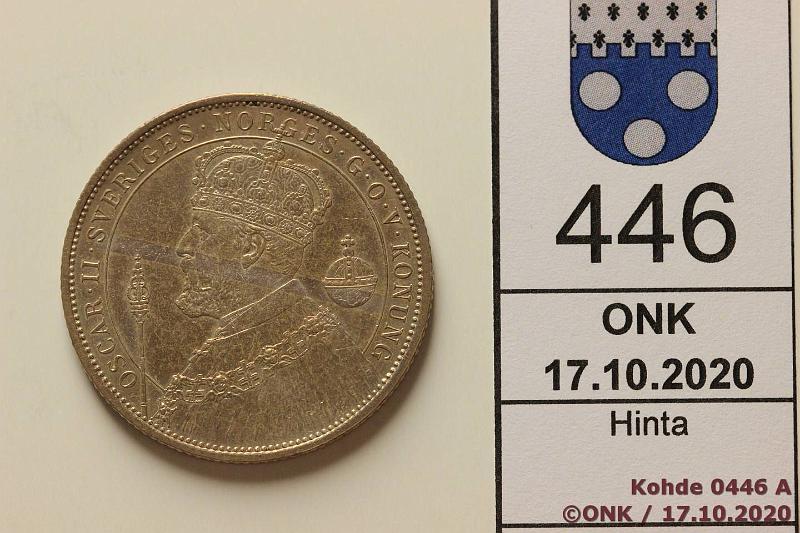 OSCAR·II·SVERIGES·NORGES·G·O·V·KONUNG
446
ONK
17.10.2020
Hinta
Kohde 0446 A
©ONK / 17.10.2020